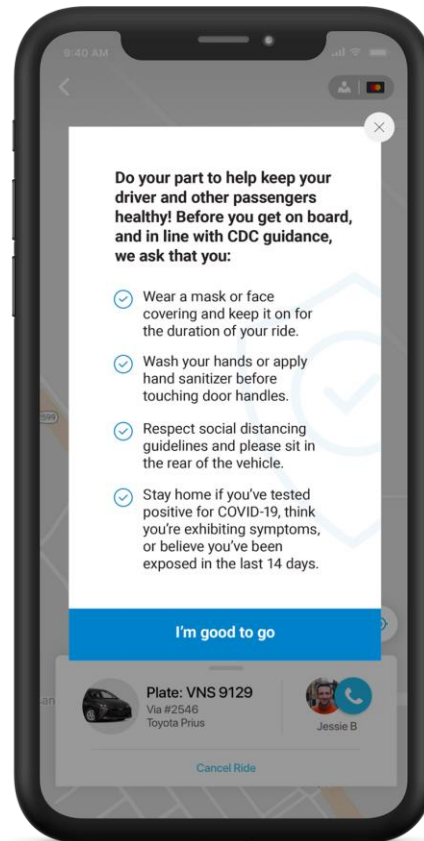 9:40 AM
Do your part to help keep your
driver and other passengers
healthy! Before you get on board,
and in line with CDC guidance,
we ask that you:
Wear a mask or face
covering and keep it on for
the duration of your ride.
Wash your hands or apply
hand sanitizer before
touching door handles.
Respect social distancing
guidelines and please sit in
the rear of the vehicle.
Stay home if you've tested
positive for COVID-19, think
you're exhibiting symptoms,
or believe you've been
exposed in the last 14 days.
599
I'm good to go
an
Plate: VNS 9129
Via #2546
Toyota Prius
Jessie B
Cancel Ride